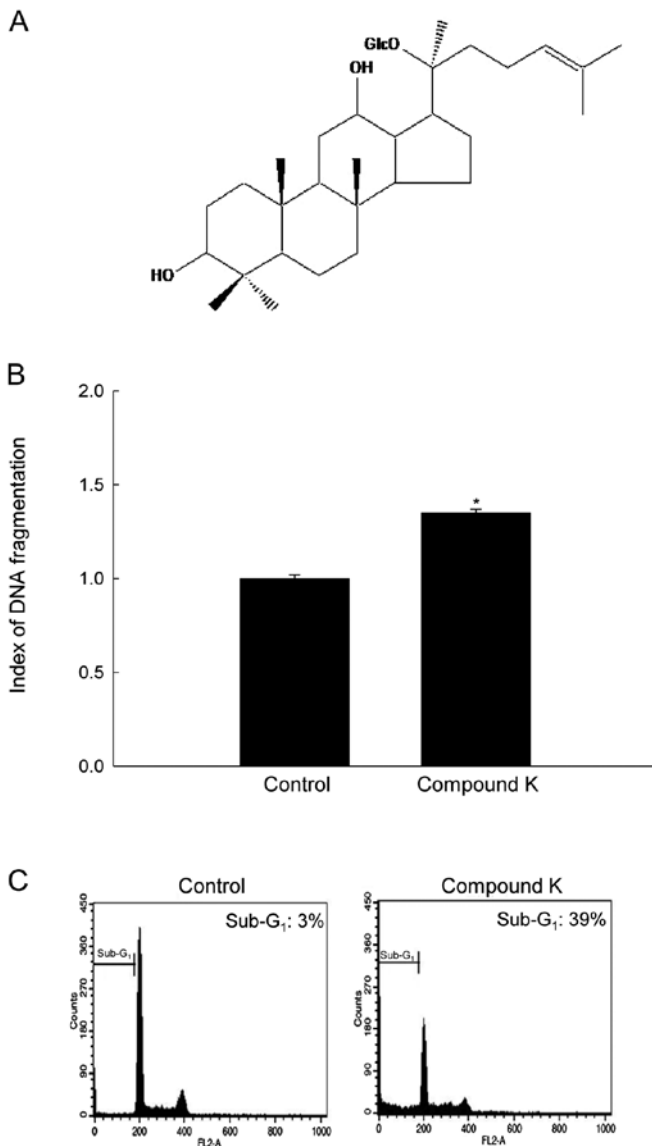 A
GlcO
OH
HO
B
Index of DNA fragmentation
2.0
1.5
1.0
0.5
0.0
*
Control
Compound K
C
Control
Sub-G₁: 3%
Sub-G₁
Counts
450
360
270
180
90
0
0 200 400 600 800 1000
FL2-A
Compound K
Sub-G₁: 39%
Sub-G₁
Counts
450
360
270
180
90
0
0 200 400 600 800 1000
FL2-A